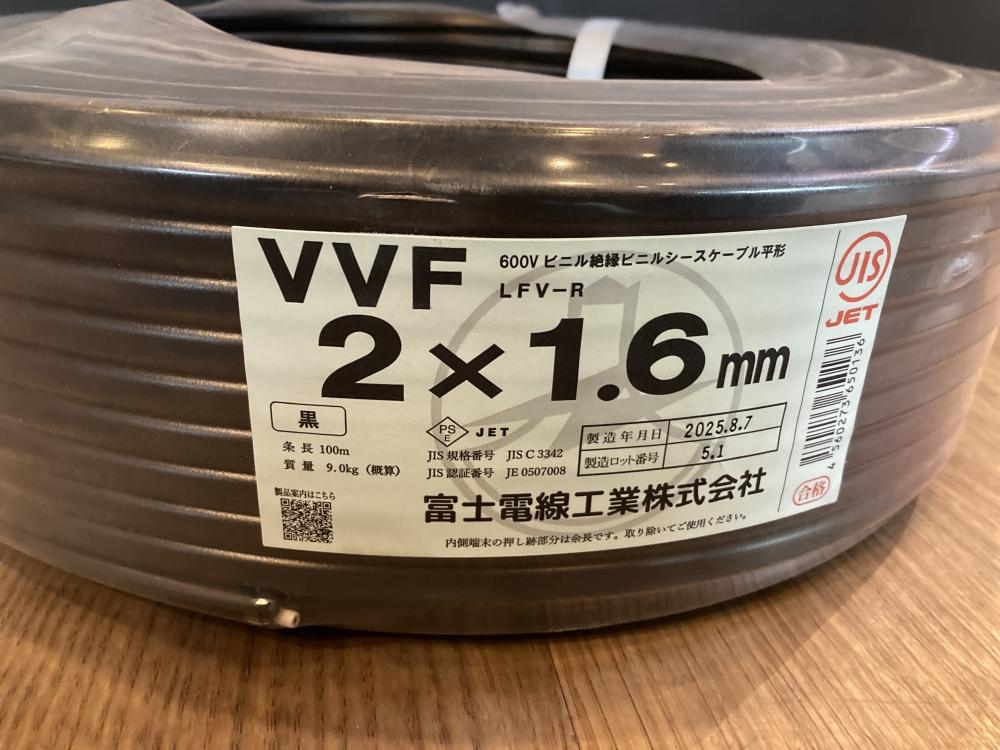 VVF
600V ビニル絶縁ビニルシースケーブル平形
LFV-R
2×1.6mm
黒
条長 100m
質量 9.0kg（概算）
製品案内はこちら
PS
E
JET
JIS 規格番号 JIS C 3342
JIS 認証番号 JE 0507008
製造年月日 2025.8.7
製造ロット番号 5.1
富士電線工業株式会社
内側端末の押し跡部分は余長です。取り除いてご使用ください。
JIS
JET
4 560273 650136
合格